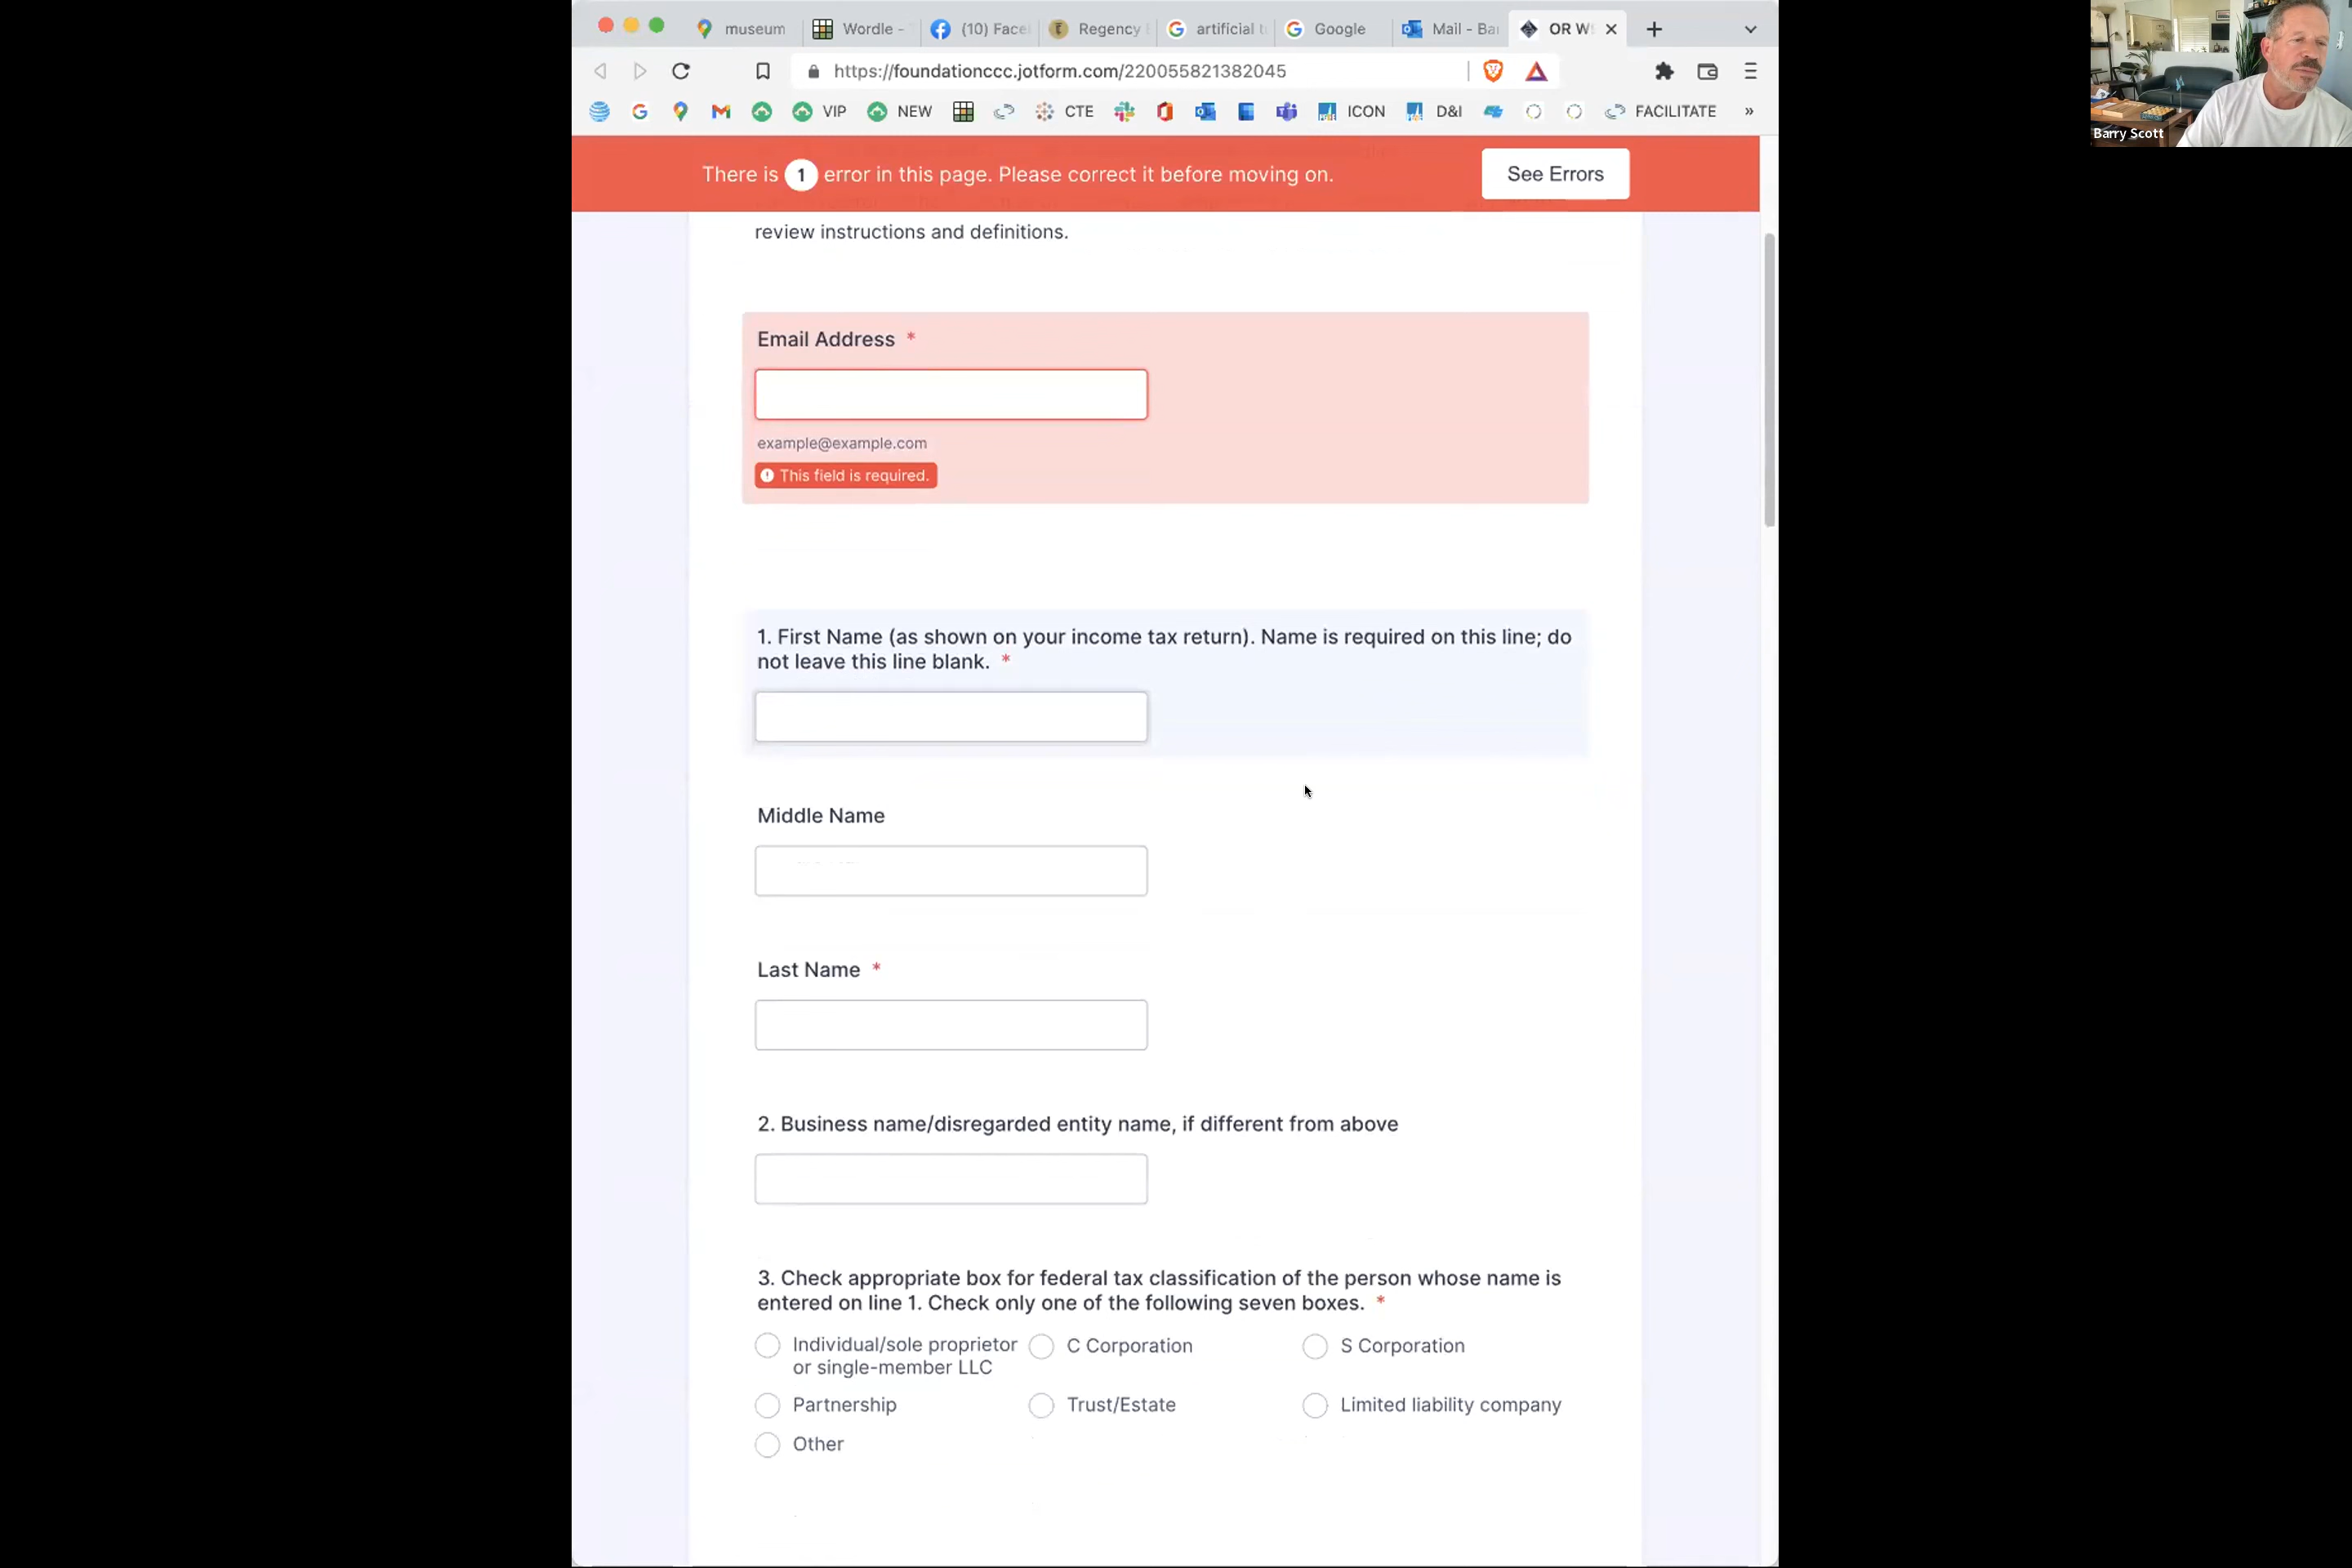 museum
Wordle -
(10) Face
Regency
artificial t
Google
Mail - Ba
OR W
https://foundationccc.jotform.com/220055821382045
VIP
NEW
CTE
ICON
D&I
FACILITATE
»
Barry Scott
There is 1 error in this page. Please correct it before moving on.
See Errors
review instructions and definitions.
Email Address *
example@example.com
This field is required.
1. First Name (as shown on your income tax return). Name is required on this line; do
not leave this line blank. *
Middle Name
Last Name *
2. Business name/disregarded entity name, if different from above
3. Check appropriate box for federal tax classification of the person whose name is
entered on line 1. Check only one of the following seven boxes. *
Individual/sole proprietor
or single-member LLC
C Corporation
S Corporation
Partnership
Trust/Estate
Limited liability company
Other